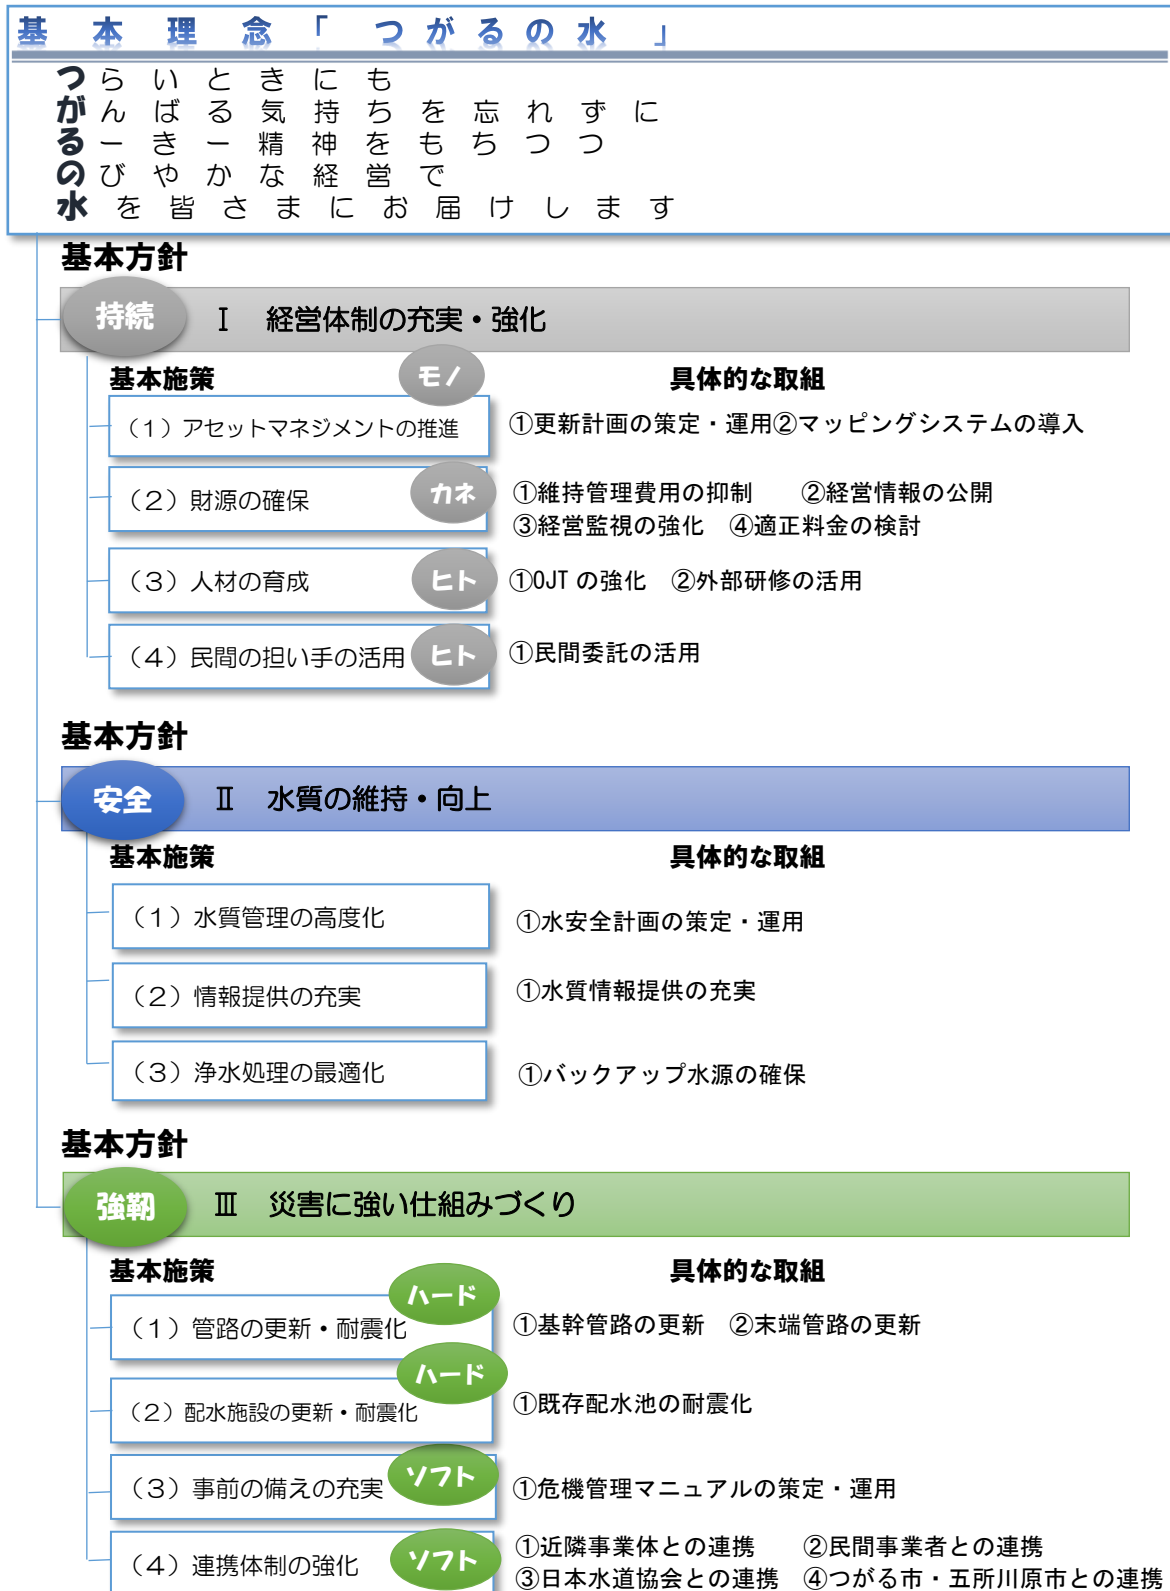 基本理念「つがるの水」
つらいときにも
がんばる気持ちを忘れずに
るーきー精神をもちつつ
のびやかな経営で
水を皆さまにお届けします
基本方針
持続 Ⅰ 経営体制の充実・強化
基本施策 モノ 具体的な取組
（1）アセットマネジメントの推進 ①更新計画の策定・運用②マッピングシステムの導入
（2）財源の確保 カネ ①維持管理費用の抑制 ②経営情報の公開
③経営監視の強化 ④適正料金の検討
（3）人材の育成 ヒト ①OJTの強化 ②外部研修の活用
（4）民間の担い手の活用 ヒト ①民間委託の活用
基本方針
安全 Ⅱ 水質の維持・向上
基本施策 具体的な取組
（1）水質管理の高度化 ①水安全計画の策定・運用
（2）情報提供の充実 ①水質情報提供の充実
（3）浄水処理の最適化 ①バックアップ水源の確保
基本方針
強靭 Ⅲ 災害に強い仕組みづくり
基本施策 具体的な取組
ハード
（1）管路の更新・耐震化 ①基幹管路の更新 ②末端管路の更新
ハード
（2）配水施設の更新・耐震化 ①既存配水池の耐震化
（3）事前の備えの充実 ソフト ①危機管理マニュアルの策定・運用
（4）連携体制の強化 ソフト ①近隣事業体との連携 ②民間事業者との連携
③日本水道協会との連携 ④つがる市・五所川原市との連携